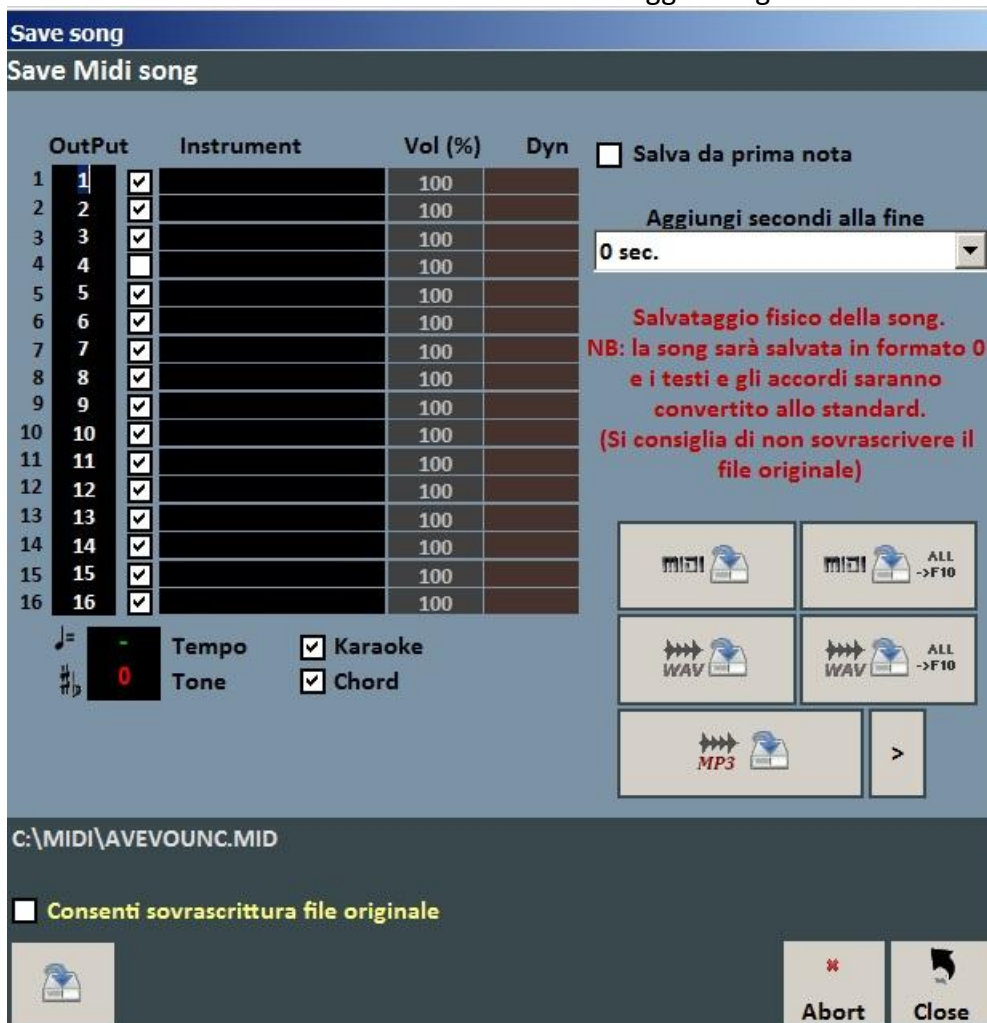 Save song
Save Midi song
OutPut Instrument Vol (%) Dyn
1 1 100
2 2 100
3 3 100
4 4 100
5 5 100
6 6 100
7 7 100
8 8 100
9 9 100
10 10 100
11 11 100
12 12 100
13 13 100
14 14 100
15 15 100
16 16 100
- Tempo Karaoke
0 Tone Chord
Salva da prima nota
Aggiungi secondi alla fine
0 sec.
Salvataggio fisico della song.
NB: la song sarà salvata in formato 0
e i testi e gli accordi saranno
convertito allo standard.
(Si consiglia di non sovrascrivere il
file originale)
MIDI
MIDI ALL
->F10
WAV
WAV ALL
->F10
MP3
>
C:\MIDI\AVEVOUNC.MID
Consenti sovrascrittura file originale
Abort
Close